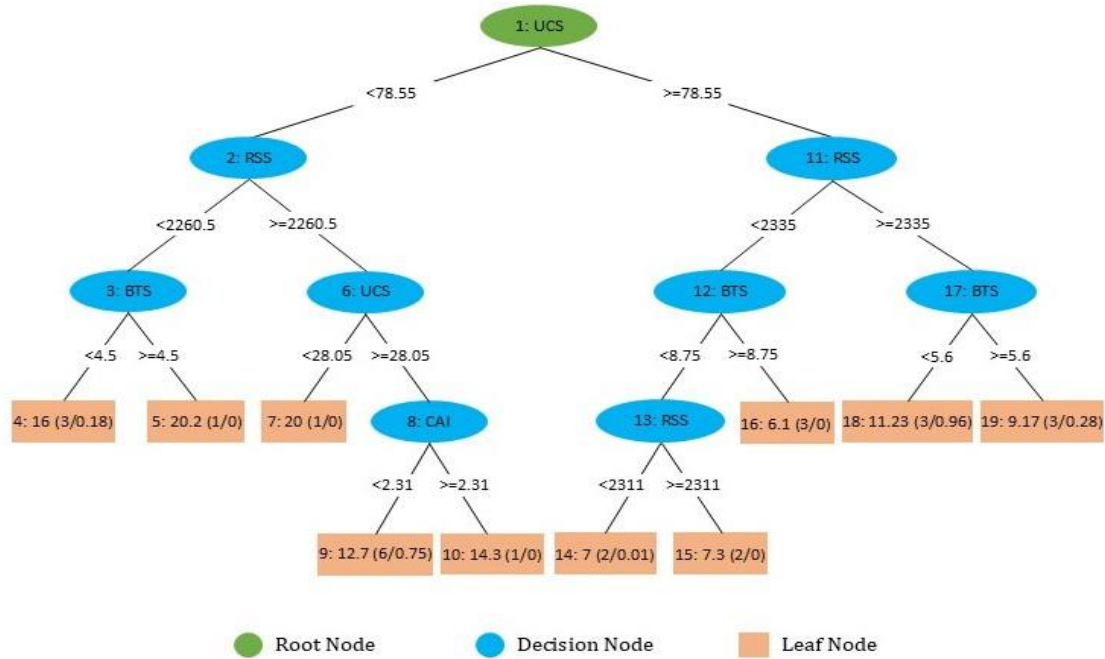 1: UCS
<78.55
>=78.55
2: RSS
11: RSS
<2260.5
>=2260.5
<2335
>=2335
3: BTS
6: UCS
12: BTS
17: BTS
<4.5
>=4.5
<28.05
>=28.05
<8.75
>=8.75
<5.6
>=5.6
4: 16 (3/0.18)
5: 20.2 (1/0)
7: 20 (1/0)
8: CAI
13: RSS
16: 6.1 (3/0)
18: 11.23 (3/0.96)
19: 9.17 (3/0.28)
<2.31
>=2.31
<2311
>=2311
9: 12.7 (6/0.75)
10: 14.3 (1/0)
14: 7 (2/0.01)
15: 7.3 (2/0)
Root Node
Decision Node
Leaf Node